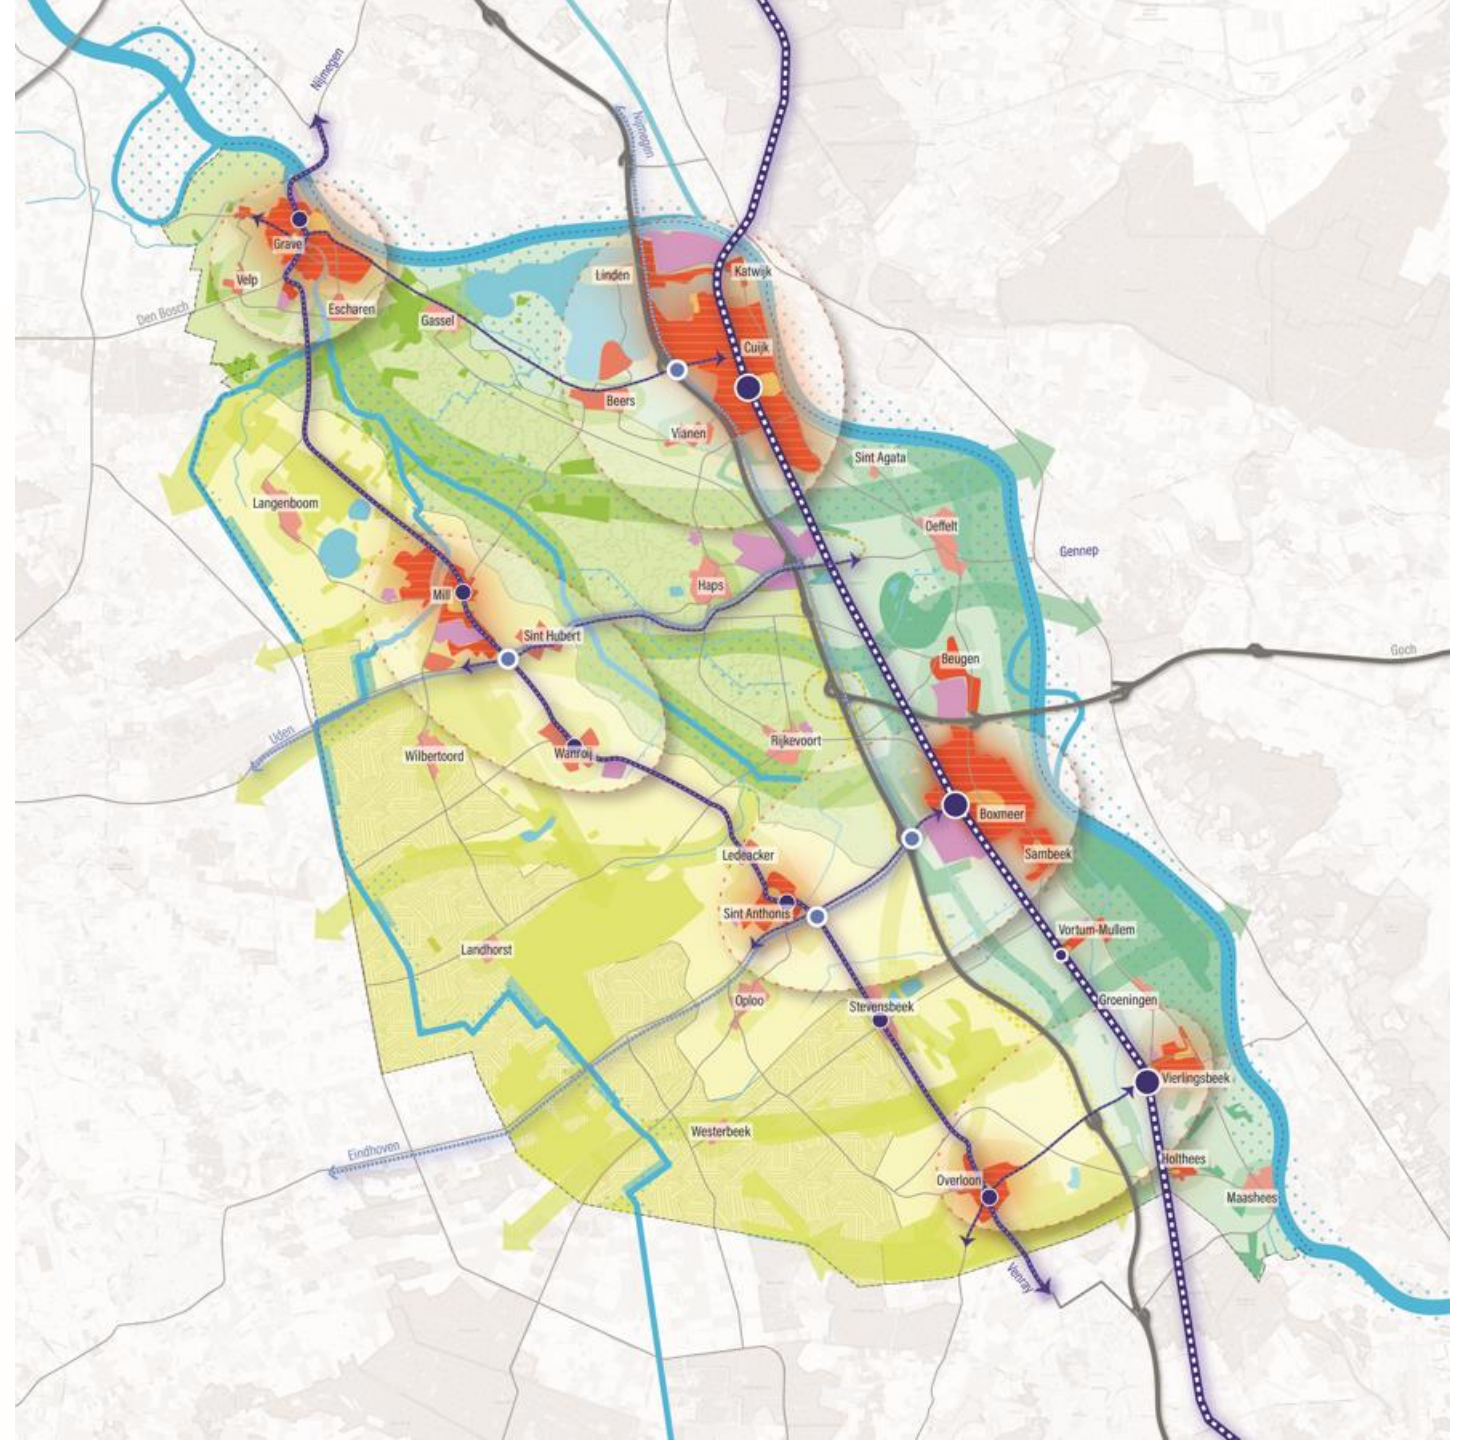 Nijmegen
Nijmegen
Grave
Linden
Katwijk
Velp
Escharen
Den Bosch
Gassel
Cuijk
Beers
Vianen
Sint Agata
Langenboom
Oeffelt
Gennep
Haps
Mill
Sint Hubert
Beugen
Goch
Uden
Wilbertoord
Wanroij
Rijkevoort
Boxmeer
Ledeacker
Sambeek
Sint Anthonis
Vortum-Mullem
Landhorst
Oploo
Stevensbeek
Groeningen
Vierlingsbeek
Westerbeek
Eindhoven
Holthees
Overloon
Maashees
Venray